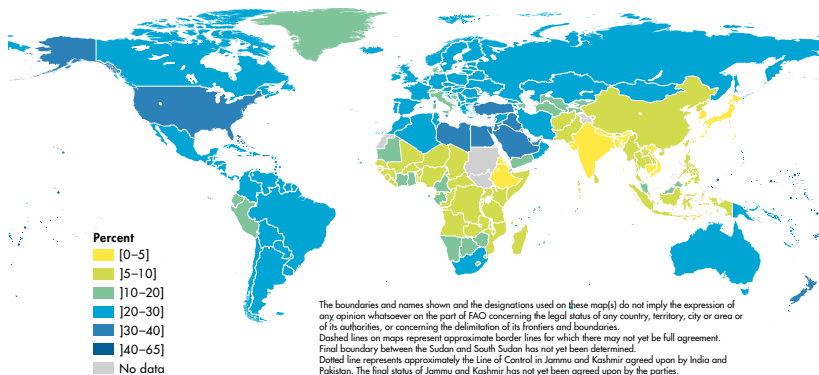 Percent
[0–5]
]5–10]
]10–20]
]20–30]
]30–40]
]40–65]
No data
The boundaries and names shown and the designations used on these map(s) do not imply the expression of
any opinion whatsoever on the part of FAO concerning the legal status of any country, territory, city or area or
of its authorities, or concerning the delimitation of its frontiers and boundaries.
Dashed lines on maps represent approximate border lines for which there may not yet be full agreement.
Final boundary between the Sudan and South Sudan has not yet been determined.
Dotted line represents approximately the Line of Control in Jammu and Kashmir agreed upon by India and
Pakistan. The final status of Jammu and Kashmir has not yet been agreed upon by the parties.